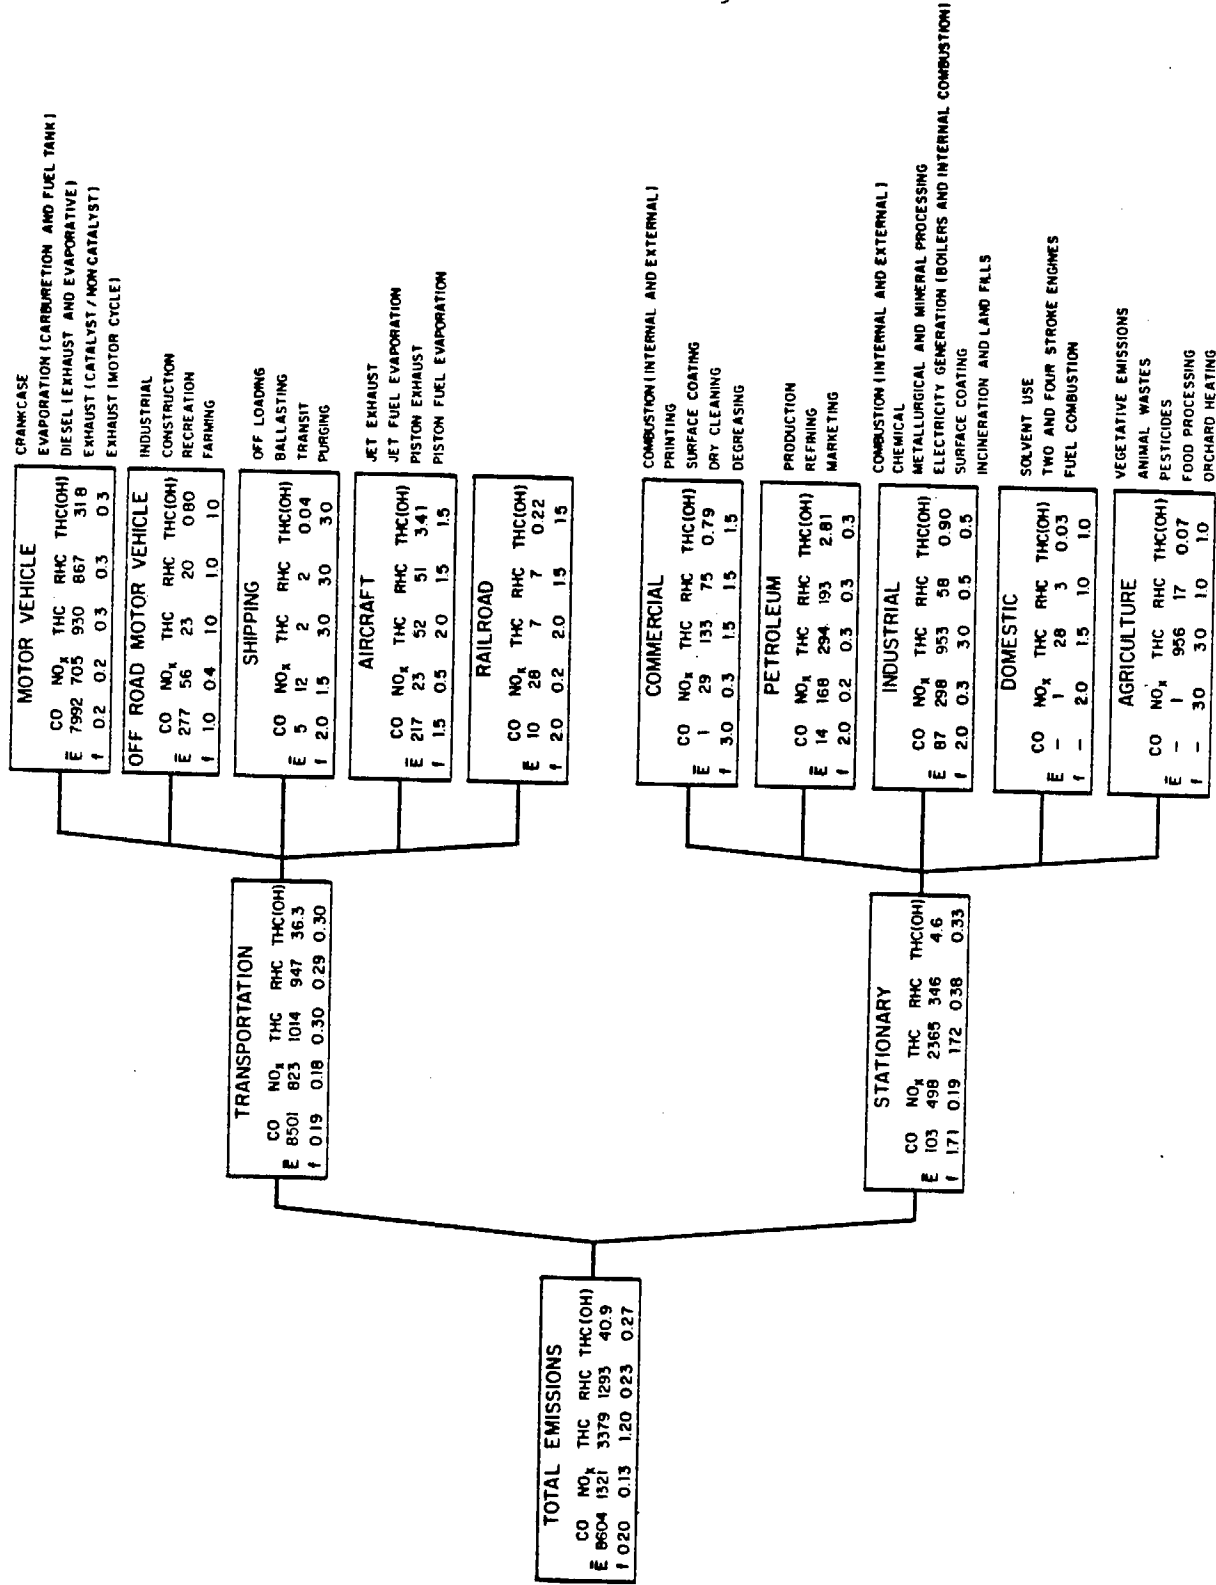 TOTAL EMISSIONS
CO NOx THC RHC THC(OH)
Ē 8604 1321 3379 1293 40.9
f 0.20 0.13 1.20 0.23 0.27
TRANSPORTATION
CO NOx THC RHC THC(OH)
Ē 8501 823 1014 947 36.3
f 0.19 0.18 0.30 0.29 0.30
STATIONARY
CO NOx THC RHC THC(OH)
Ē 103 498 2365 346 4.6
f 1.71 0.19 1.72 0.38 0.33
MOTOR VEHICLE
CO NOx THC RHC THC(OH)
Ē 7992 705 930 867 31.8
f 0.2 0.2 0.3 0.3 0.3
CRANKCASE
EVAPORATION (CARBURETION AND FUEL TANK)
DIESEL (EXHAUST AND EVAPORATIVE)
EXHAUST (CATALYST / NON CATALYST)
EXHAUST (MOTOR CYCLE)
OFF ROAD MOTOR VEHICLE
CO NOx THC RHC THC(OH)
Ē 277 56 23 20 0.80
f 1.0 0.4 1.0 1.0 1.0
INDUSTRIAL
CONSTRUCTION
RECREATION
FARMING
SHIPPING
CO NOx THC RHC THC(OH)
Ē 5 12 2 2 0.04
f 2.0 1.5 3.0 3.0 3.0
OFF LOADING
BALLASTING
TRANSIT
PURGING
AIRCRAFT
CO NOx THC RHC THC(OH)
Ē 217 23 52 51 3.41
f 1.5 0.5 2.0 1.5 1.5
JET EXHAUST
JET FUEL EVAPORATION
PISTON EXHAUST
PISTON FUEL EVAPORATION
RAILROAD
CO NOx THC RHC THC(OH)
Ē 10 28 7 7 0.22
f 2.0 0.2 2.0 1.5 1.5
COMMERCIAL
CO NOx THC RHC THC(OH)
Ē 1 29 133 75 0.79
f 3.0 0.3 1.5 1.5 1.5
COMBUSTION (INTERNAL AND EXTERNAL)
PRINTING
SURFACE COATING
DRY CLEANING
DEGREASING
PETROLEUM
CO NOx THC RHC THC(OH)
Ē 14 168 294 193 2.81
f 2.0 0.2 0.3 0.3 0.3
PRODUCTION
REFINING
MARKETING
INDUSTRIAL
CO NOx THC RHC THC(OH)
Ē 87 298 953 58 0.90
f 2.0 0.3 3.0 0.5 0.5
COMBUSTION (INTERNAL AND EXTERNAL)
CHEMICAL
METALLURGICAL AND MINERAL PROCESSING
ELECTRICITY GENERATION (BOILERS AND INTERNAL COMBUSTION)
SURFACE COATING
INCINERATION AND LAND FILLS
DOMESTIC
CO NOx THC RHC THC(OH)
Ē – 1 28 3 0.03
f – 2.0 1.5 1.0 1.0
SOLVENT USE
TWO AND FOUR STROKE ENGINES
FUEL COMBUSTION
AGRICULTURE
CO NOx THC RHC THC(OH)
Ē – 1 956 17 0.07
f – 3.0 3.0 1.0 1.0
VEGETATIVE EMISSIONS
ANIMAL WASTES
PESTICIDES
FOOD PROCESSING
ORCHARD HEATING